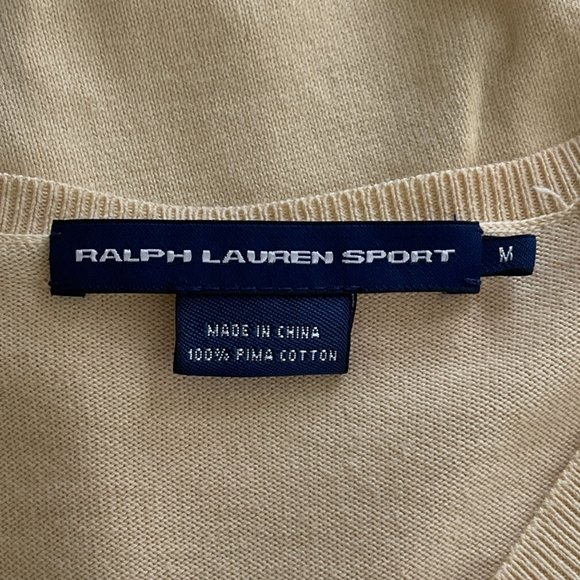 RALPH LAUREN SPORT
M
MADE IN CHINA
100% PIMA COTTON